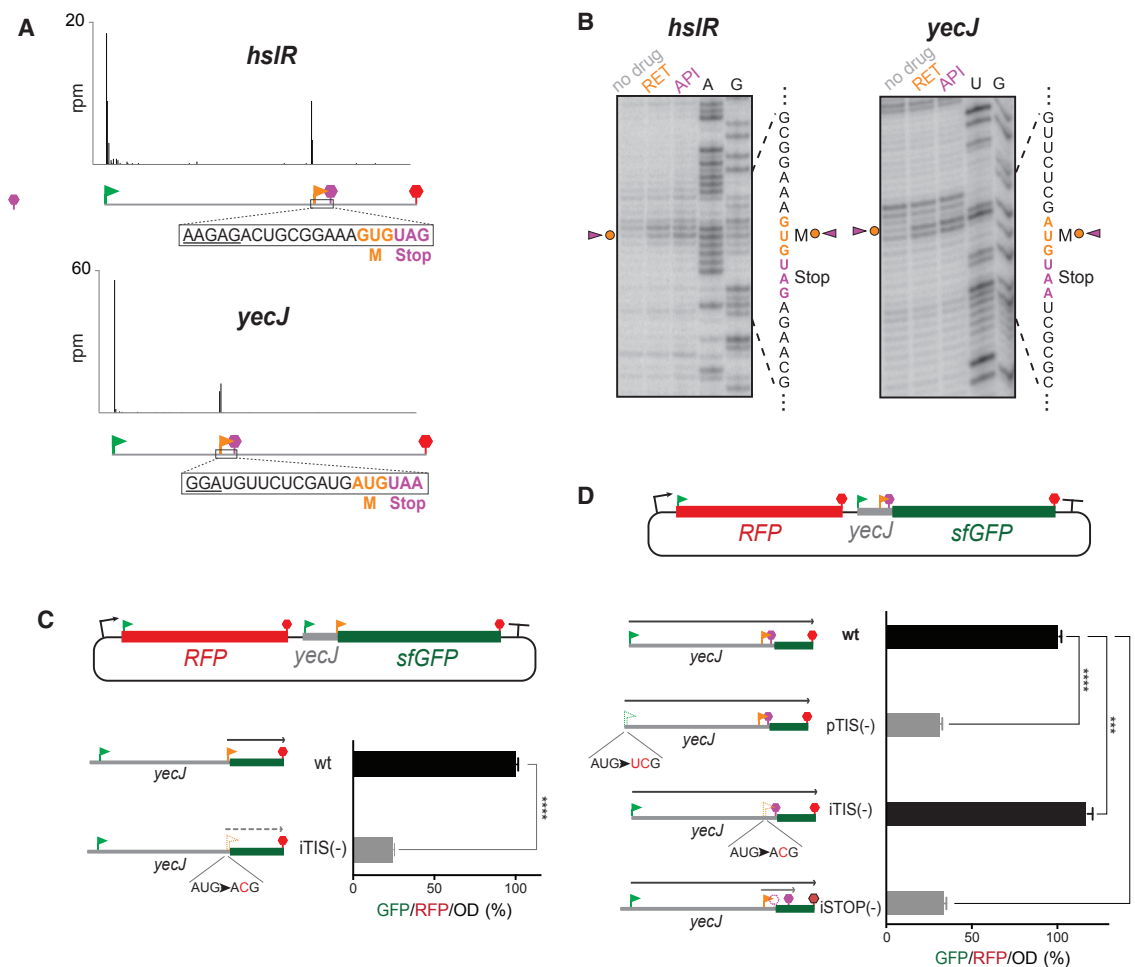 A
20
rpm
hslR
AAGAGACUGCGGAAAGUGUAG
M Stop
60
rpm
yecJ
GGAUGUUCUCGAUGAUGUAA
M Stop
B
hslR
no drug RET API A G
⋮
G
C
G
G
A
A
A
G
U
G
U
A
G
A
G
A
A
C
G
⋮
M
Stop
yecJ
no drug RET API U G
⋮
G
U
U
C
U
C
G
A
U
G
U
A
A
U
C
G
C
G
C
⋮
M
Stop
C
RFP yecJ sfGFP
yecJ
wt
yecJ
iTIS(-)
AUG➤ACG
****
0 50 100
GFP/RFP/OD (%)
D
RFP yecJ sfGFP
yecJ
wt
yecJ
pTIS(-)
AUG➤UCG
yecJ
iTIS(-)
AUG➤ACG
yecJ
iSTOP(-)
****
***
****
0 50 100
GFP/RFP/OD (%)